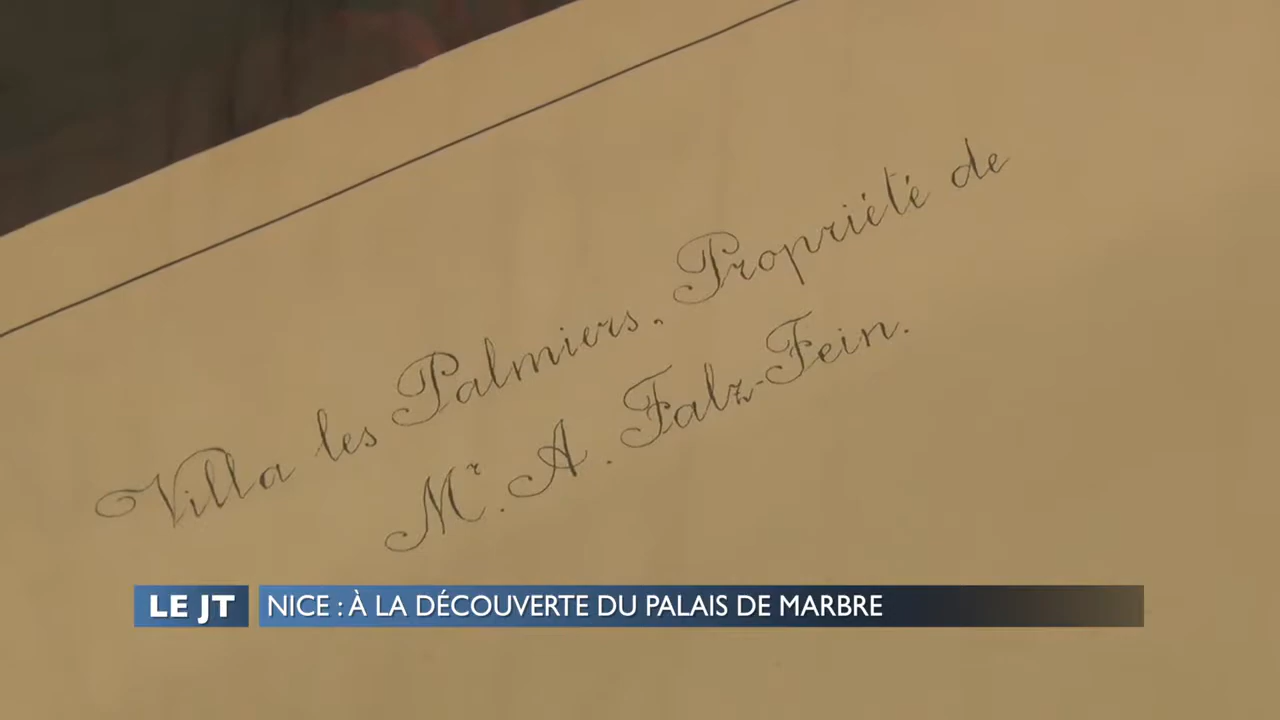 Villa les Palmiers. Propriété de
Mr. A. Falz-Fein.
LE JT
NICE : À LA DÉCOUVERTE DU PALAIS DE MARBRE